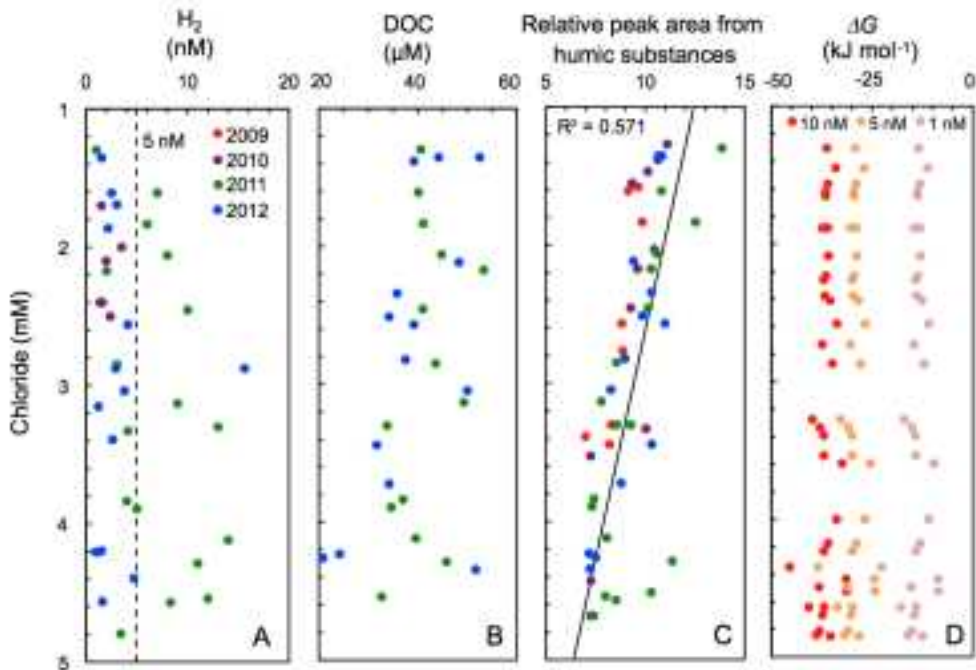 H₂
(nM)
0 10 20
DOC
(µM)
20 40 60
Relative peak area from
humic substances
5 10 15
ΔG
(kJ mol⁻¹)
-50 -25 0
Chloride (mM)
1
2
3
4
5
5 nM
2009
2010
2011
2012
A
B
R² = 0.571
C
10 nM 5 nM 1 nM
D